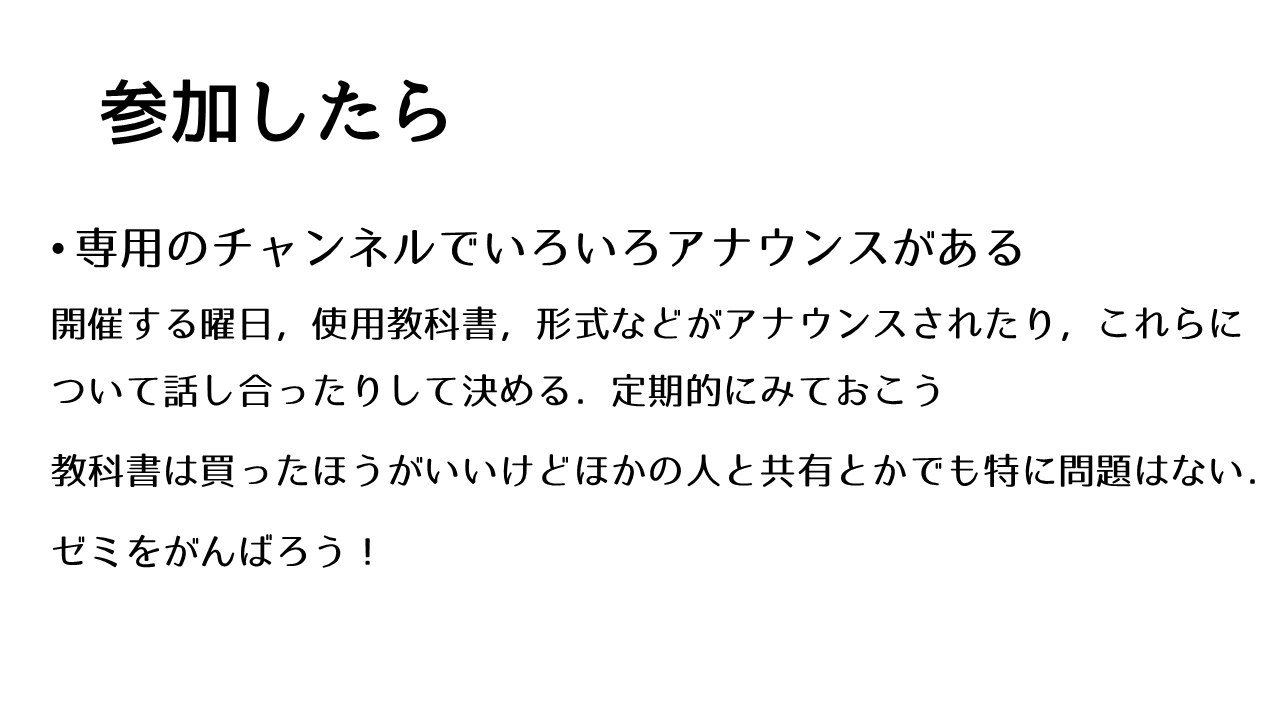 参加したら
• 専用のチャンネルでいろいろアナウンスがある
開催する曜日，使用教科書，形式などがアナウンスされたり，これらに
ついて話し合ったりして決める．定期的にみておこう
教科書は買ったほうがいいけどほかの人と共有とかでも特に問題はない．
ゼミをがんばろう！